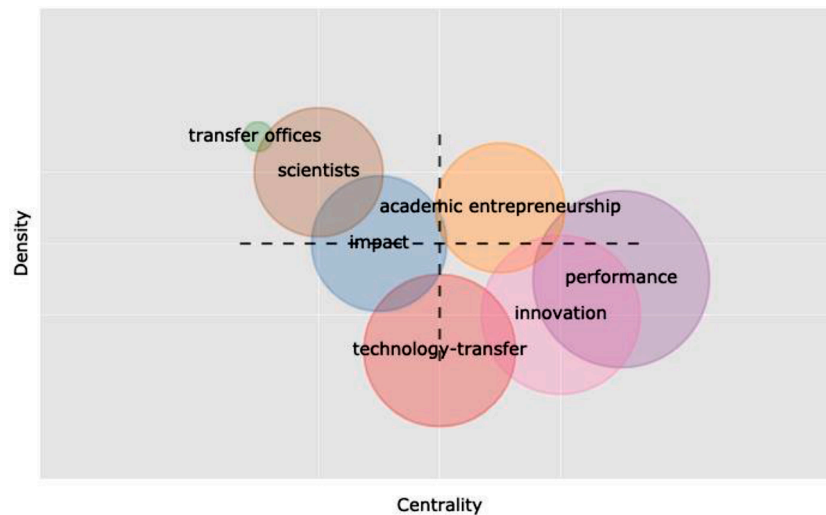 transfer offices
scientists
academic entrepreneurship
impact
performance
innovation
technology-transfer
Density
Centrality